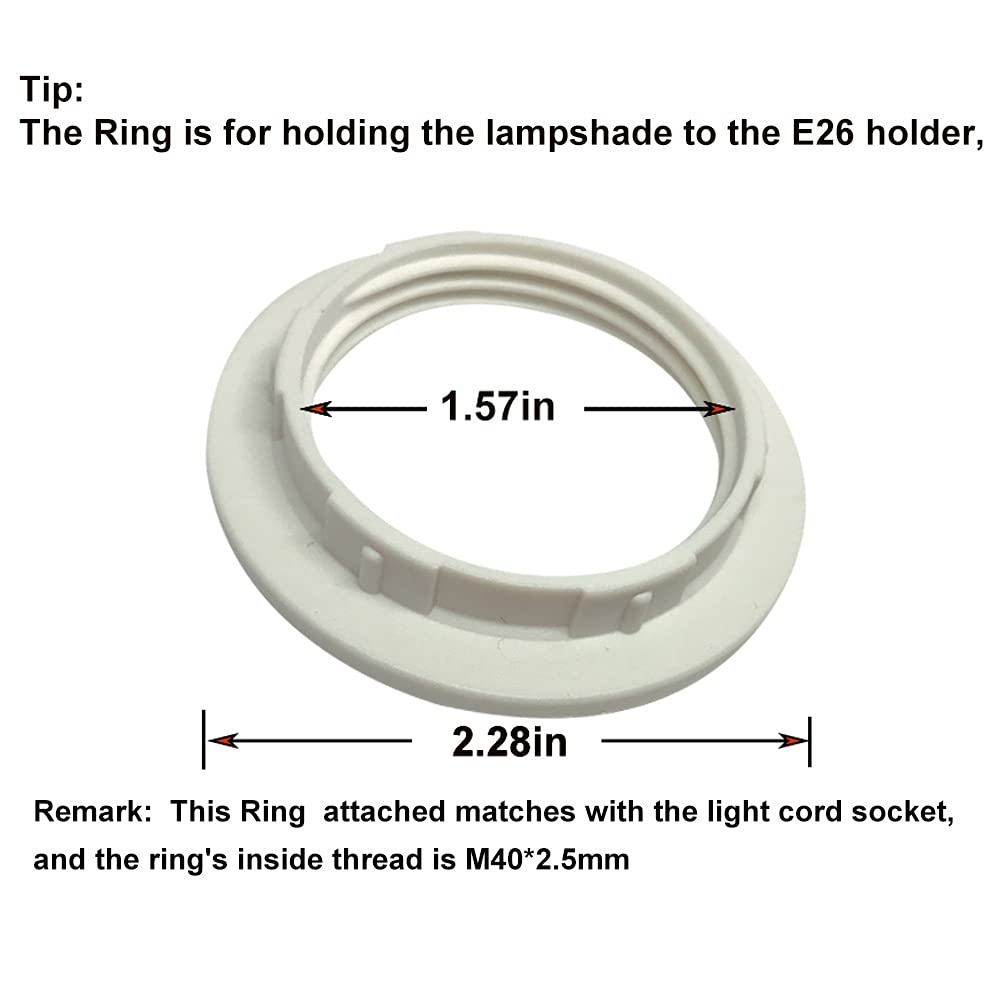 Tip:
The Ring is for holding the lampshade to the E26 holder,
1.57in
2.28in
Remark: This Ring attached matches with the light cord socket,
and the ring's inside thread is M40*2.5mm